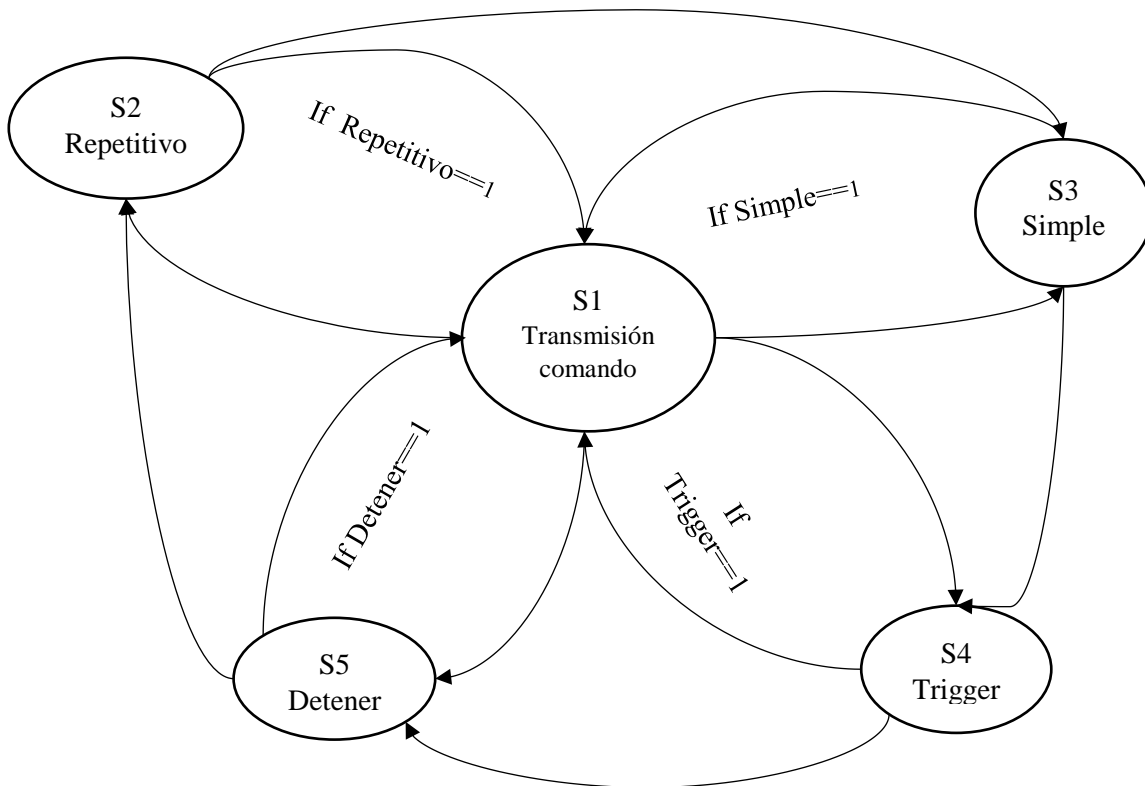 S2
Repetitivo
If Repetitivo==1
If Simple==1
S3
Simple
S1
Transmisión
comando
If Detener==1
If
Trigger==1
S5
Detener
S4
Trigger